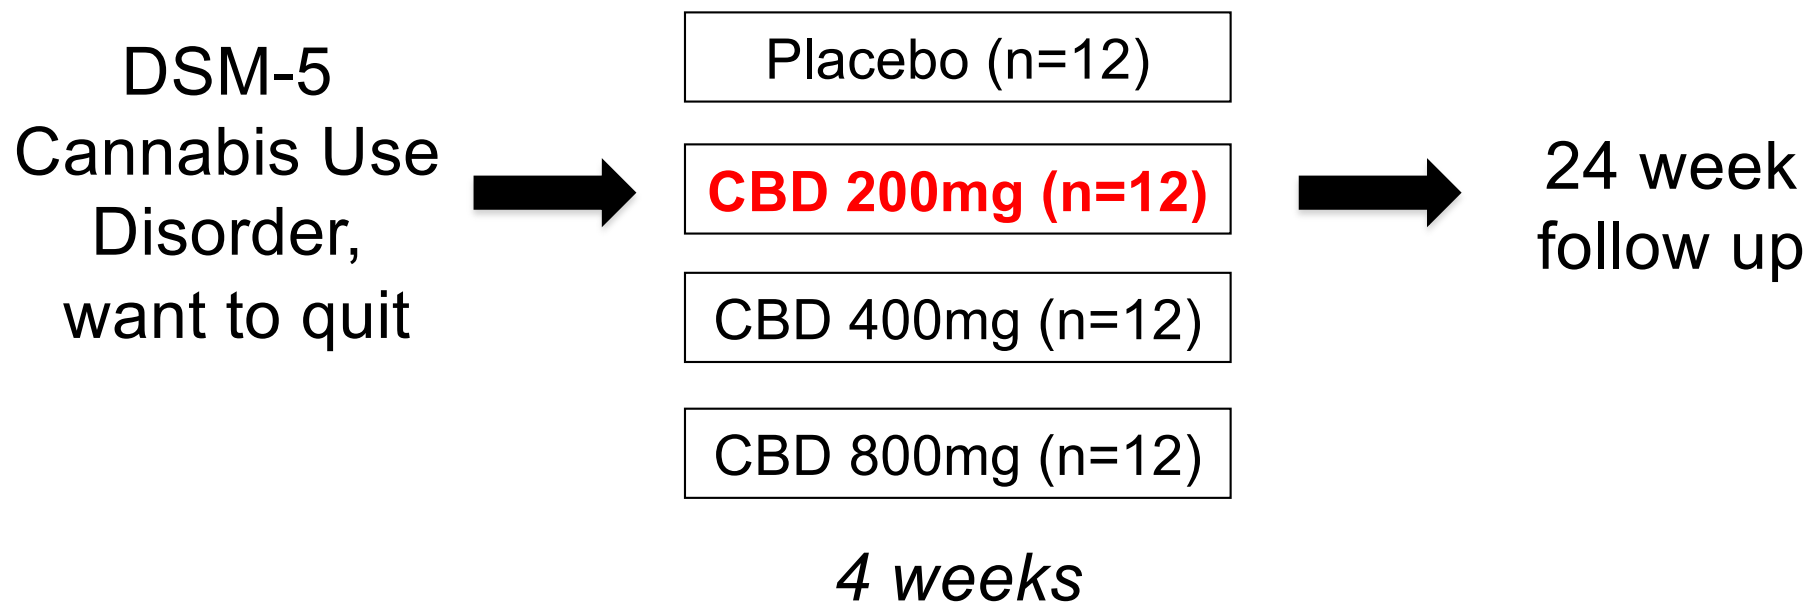 DSM-5
Cannabis Use
Disorder,
want to quit
Placebo (n=12)
CBD 200mg (n=12)
CBD 400mg (n=12)
CBD 800mg (n=12)
4 weeks
24 week
follow up